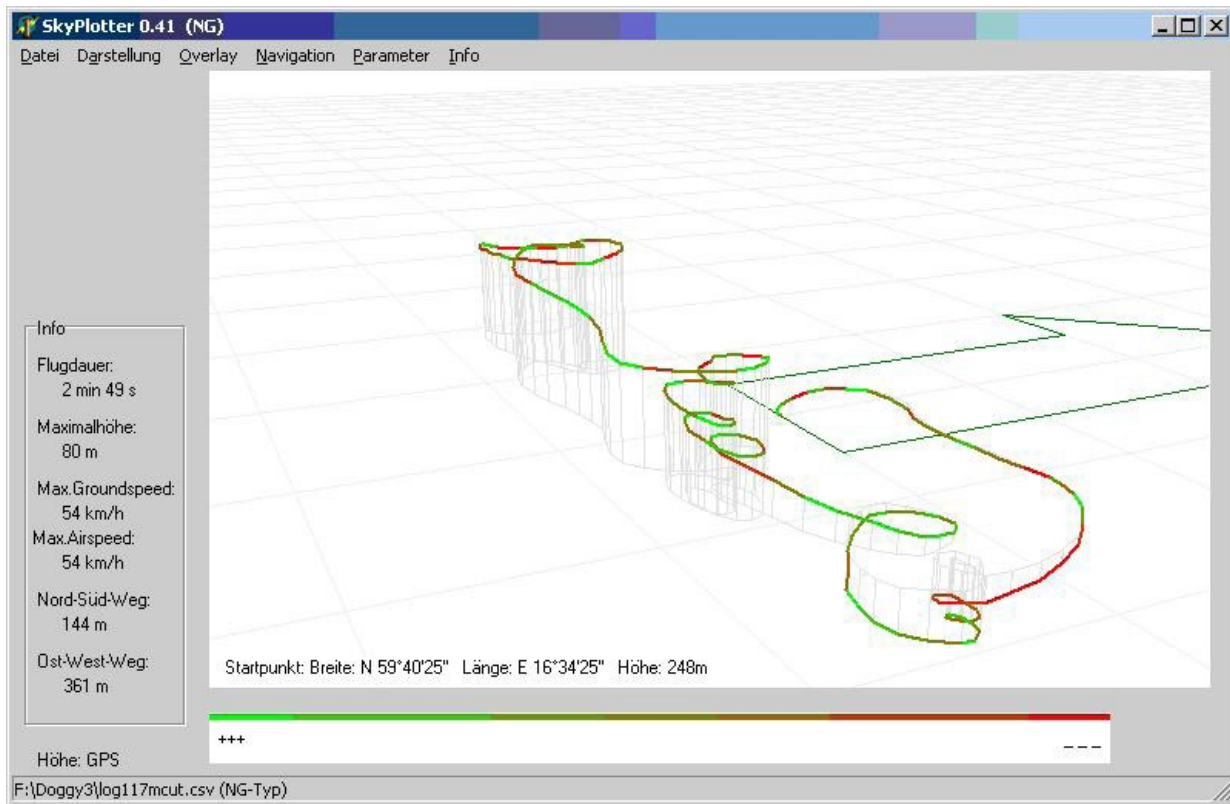 SkyPlotter 0.41 (NG)
Datei Darstellung Overlay Navigation Parameter Info
Info
Flugdauer:
2 min 49 s
Maximalhöhe:
80 m
Max.Groundspeed:
54 km/h
Max.Airspeed:
54 km/h
Nord-Süd-Weg:
144 m
Ost-West-Weg:
361 m
Startpunkt: Breite: N 59°40'25" Länge: E 16°34'25" Höhe: 248m
+++ _ _ _
Höhe: GPS
F:\Doggy3\log117mcut.csv (NG-Typ)